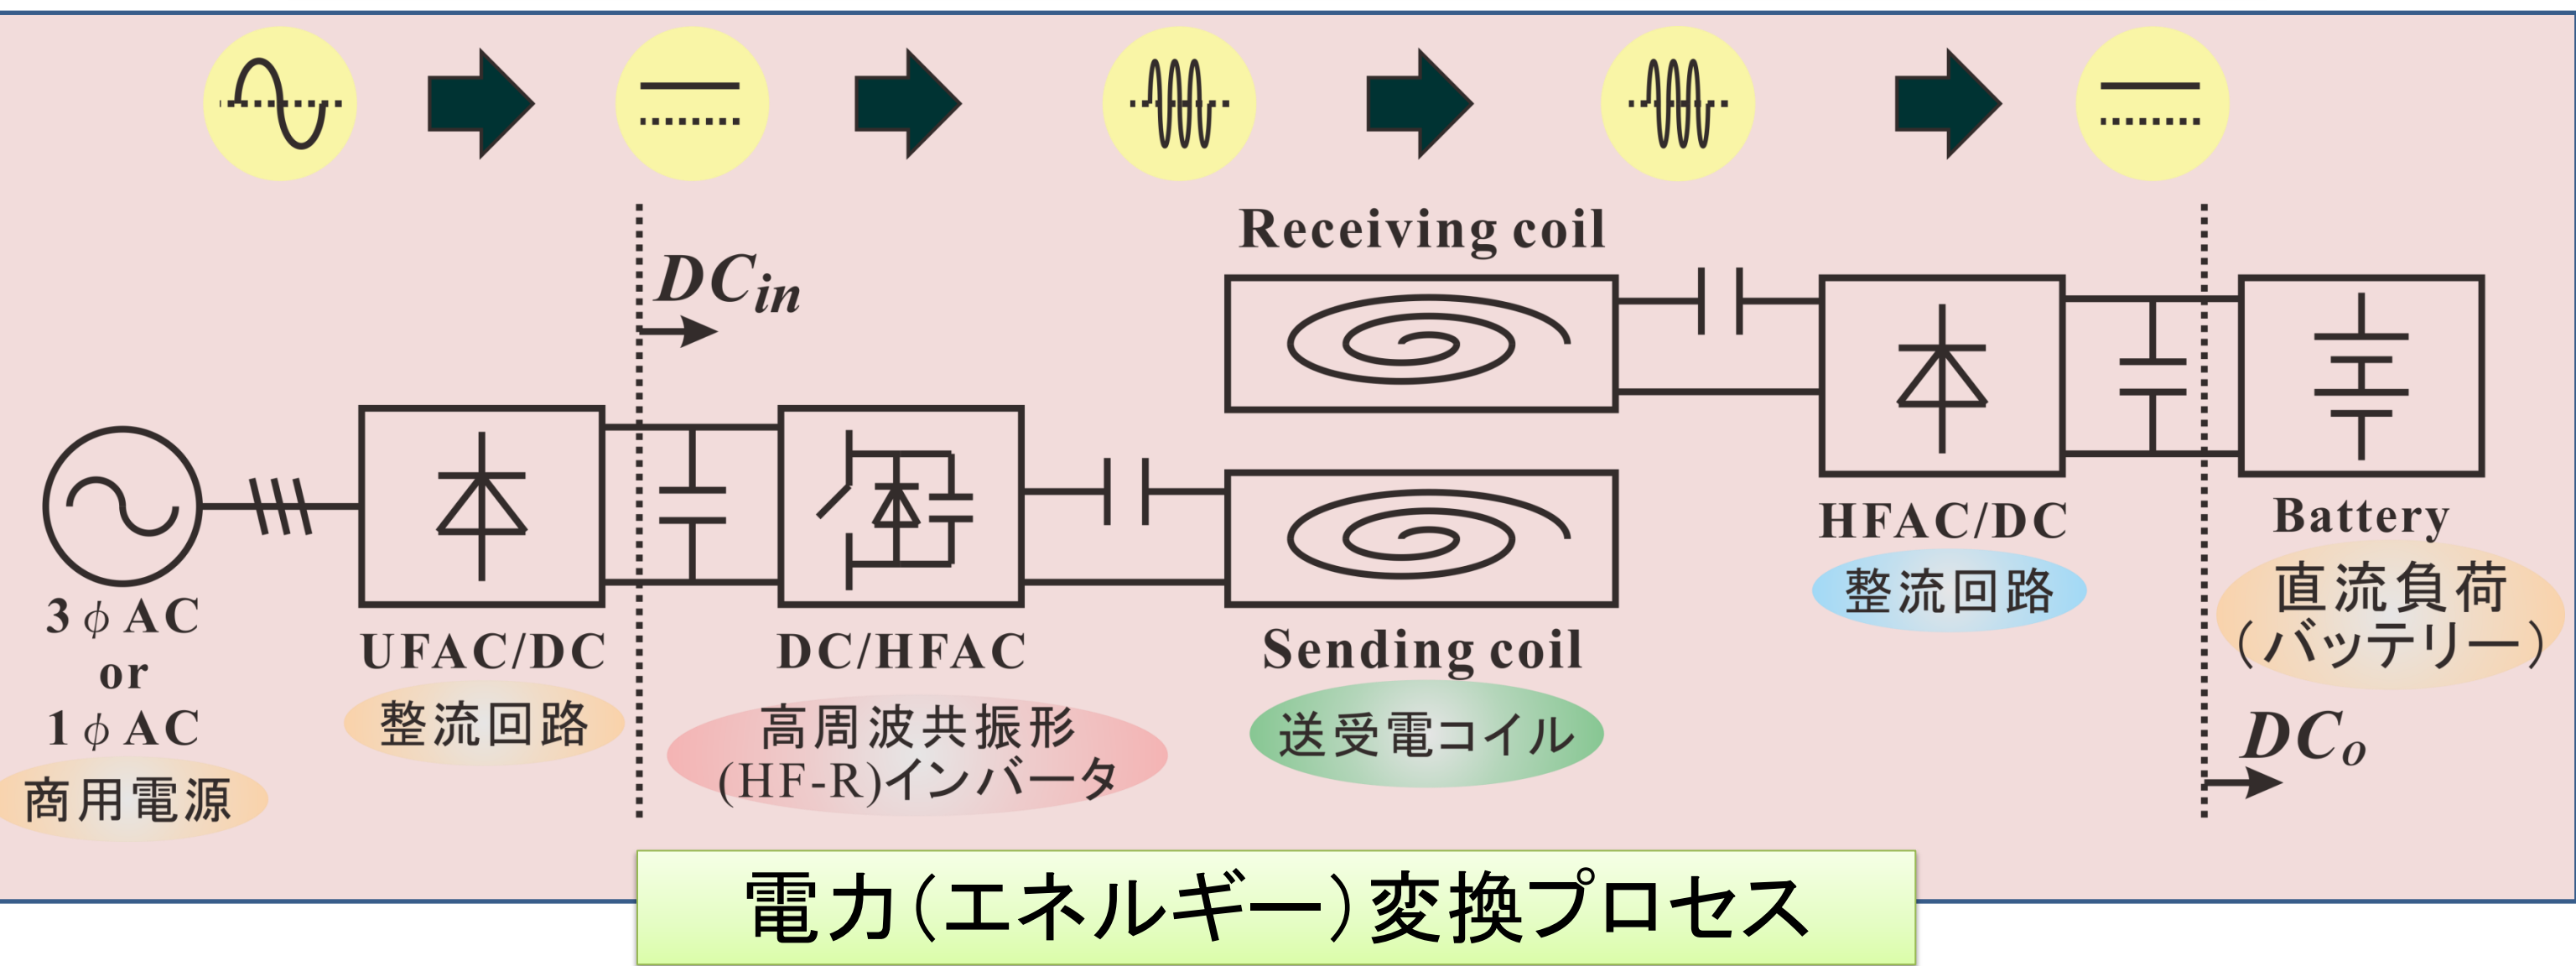 Receiving coil
DCin
3 φ AC
or
1 φ AC
商用電源
UFAC/DC
整流回路
DC/HFAC
高周波共振形
(HF-R)インバータ
Sending coil
送受電コイル
HFAC/DC
整流回路
Battery
直流負荷
（バッテリー）
DCo
電力（エネルギー）変換プロセス